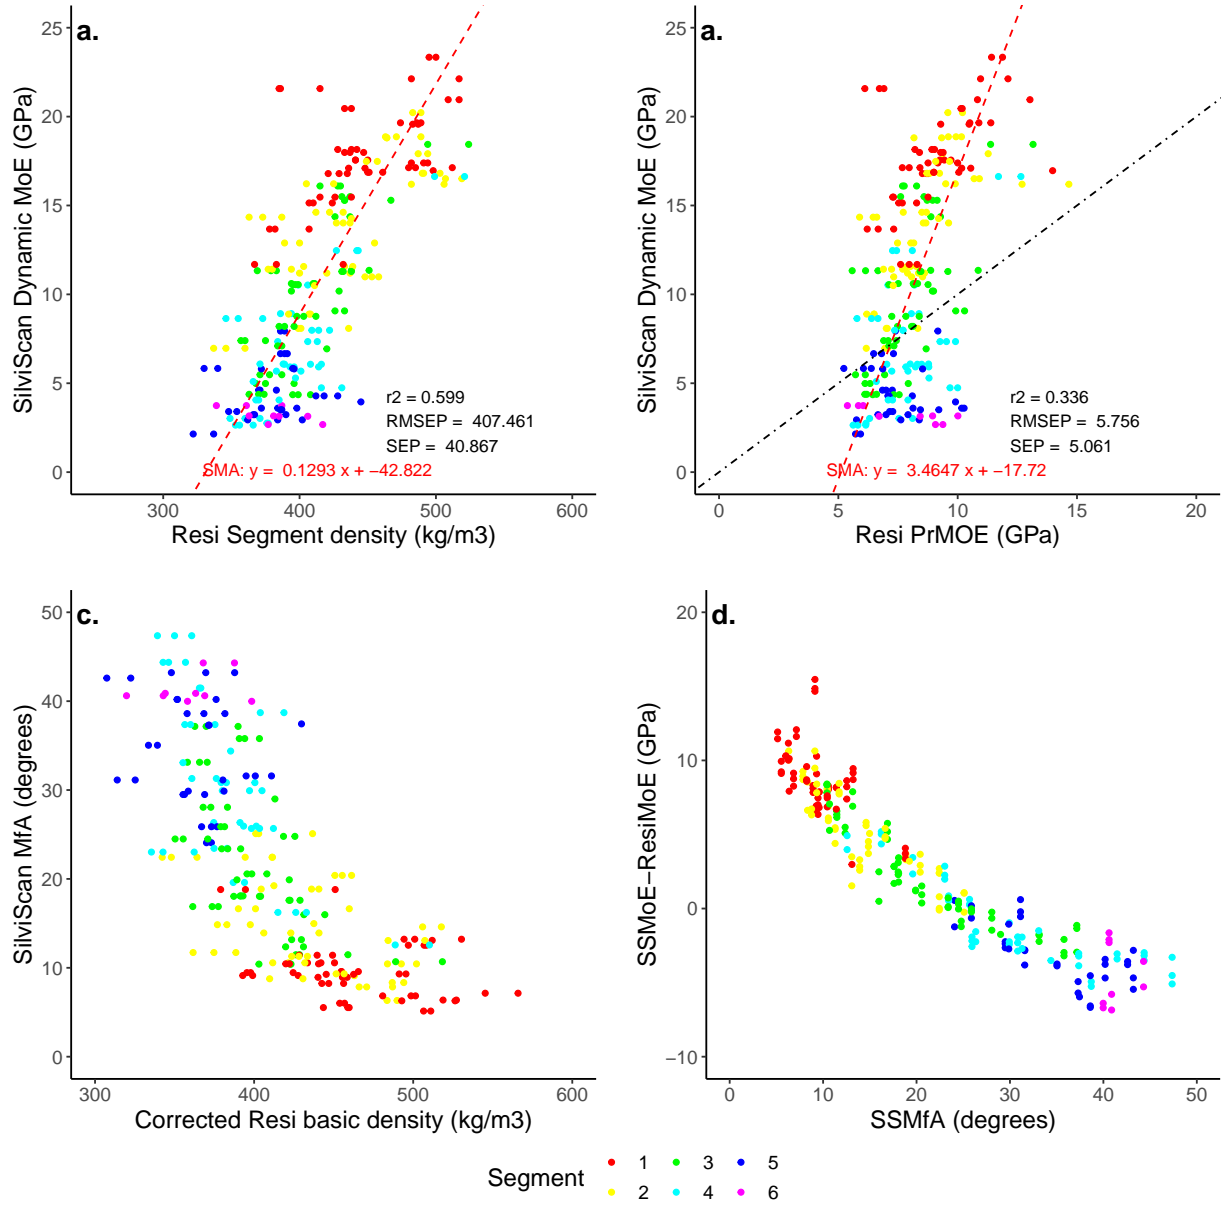 a.
25
20
15
10
5
0
SilviScan Dynamic MoE (GPa)
r2 = 0.599
RMSEP = 407.461
SEP = 40.867
SMA: y = 0.1293 x + −42.822
300
400
500
600
Resi Segment density (kg/m3)
a.
25
20
15
10
5
0
SilviScan Dynamic MoE (GPa)
r2 = 0.336
RMSEP = 5.756
SEP = 5.061
SMA: y = 3.4647 x + −17.72
0
5
10
15
20
Resi PrMOE (GPa)
c.
50
40
30
20
10
0
SilviScan MfA (degrees)
300
400
500
600
Corrected Resi basic density (kg/m3)
d.
20
10
0
−10
SSMoE−ResiMoE (GPa)
0
10
20
30
40
50
SSMfA (degrees)
Segment
1
3
5
2
4
6